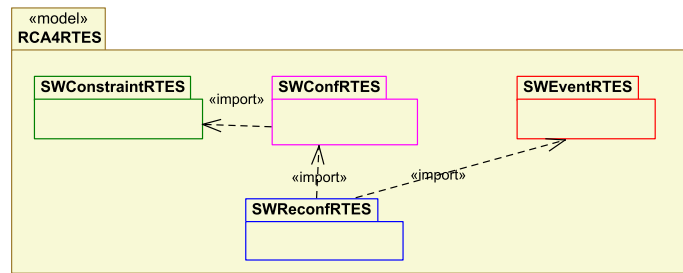 «model»
RCA4RTES
SWConstraintRTES
«import»
SWConfRTES
SWEventRTES
«import»
«import»
SWReconfRTES